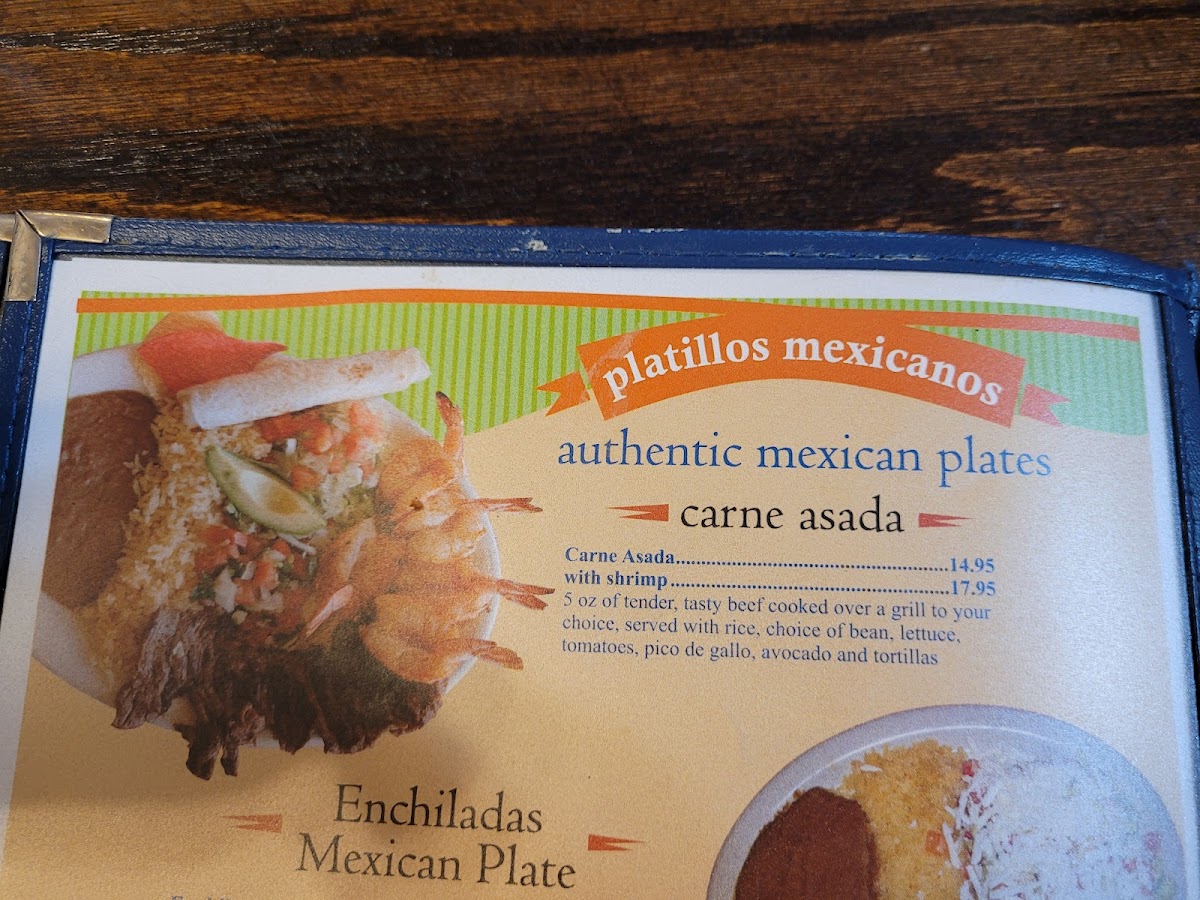 platillos mexicanos
authentic mexican plates
carne asada
Carne Asada..................................................14.95
with shrimp...................................................17.95
5 oz of tender, tasty beef cooked over a grill to your
choice, served with rice, choice of bean, lettuce,
tomatoes, pico de gallo, avocado and tortillas
Enchiladas
Mexican Plate